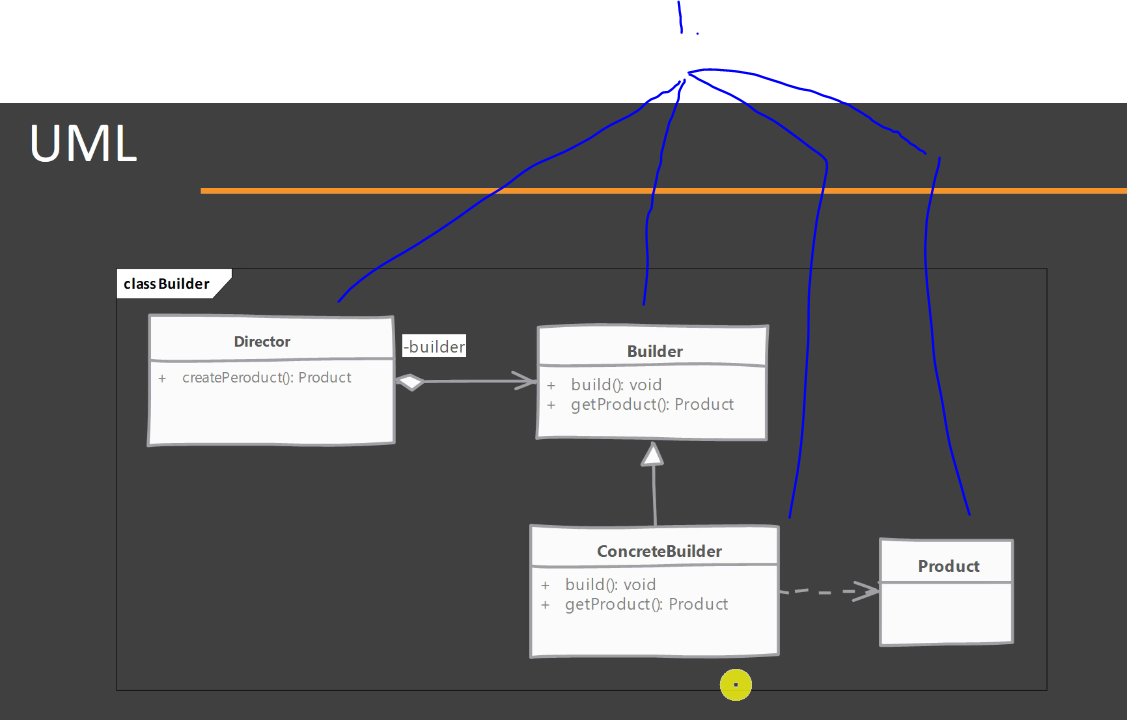 UML
class Builder
Director
+ createPeroduct(): Product
-builder
Builder
+ build(): void
+ getProduct(): Product
ConcreteBuilder
+ build(): void
+ getProduct(): Product
Product